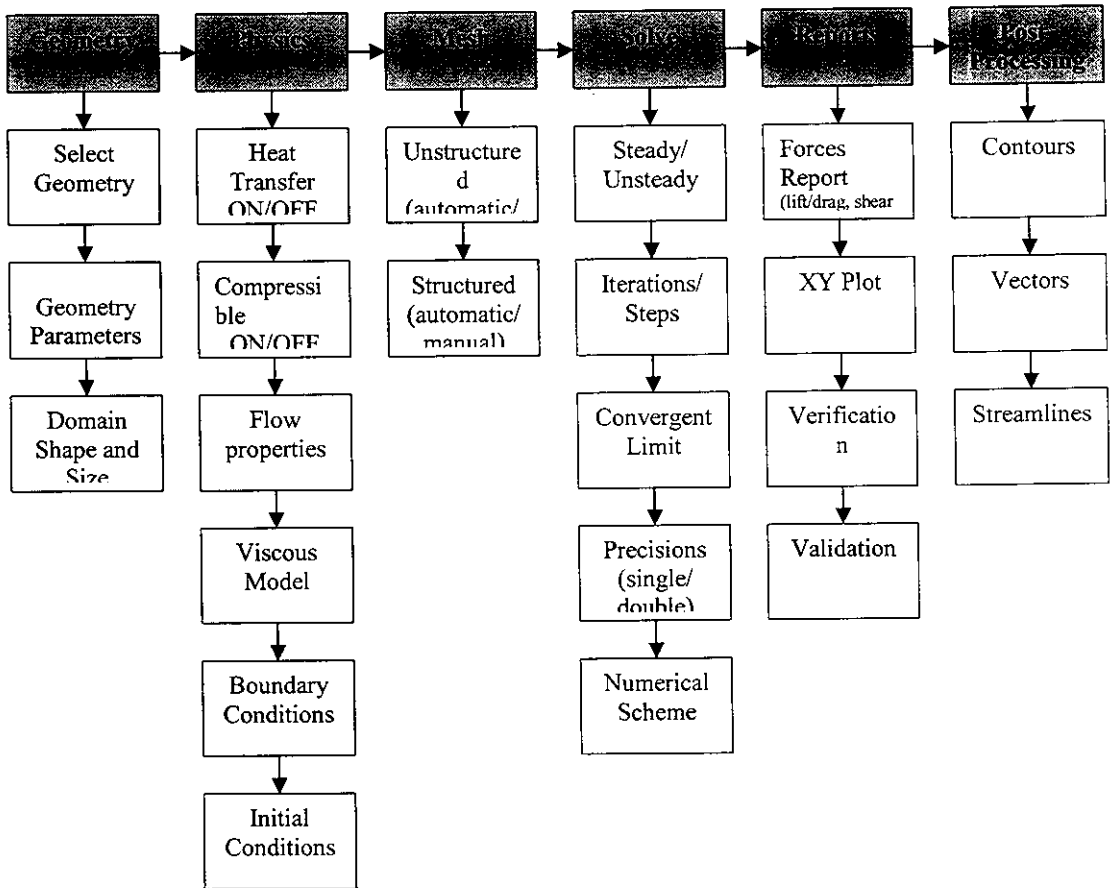 Geometry
Physics
Mesh
Solve
Reports
Post-
Processing
Select
Geometry
Geometry
Parameters
Domain
Shape and
Size
Heat
Transfer
ON/OFF
Compressi
ble
ON/OFF
Flow
properties
Viscous
Model
Boundary
Conditions
Initial
Conditions
Unstructure
d
(automatic/
Structured
(automatic/
manual)
Steady/
Unsteady
Iterations/
Steps
Convergent
Limit
Precisions
(single/
double)
Numerical
Scheme
Forces
Report
(lift/drag, shear
XY Plot
Verificatio
n
Validation
Contours
Vectors
Streamlines